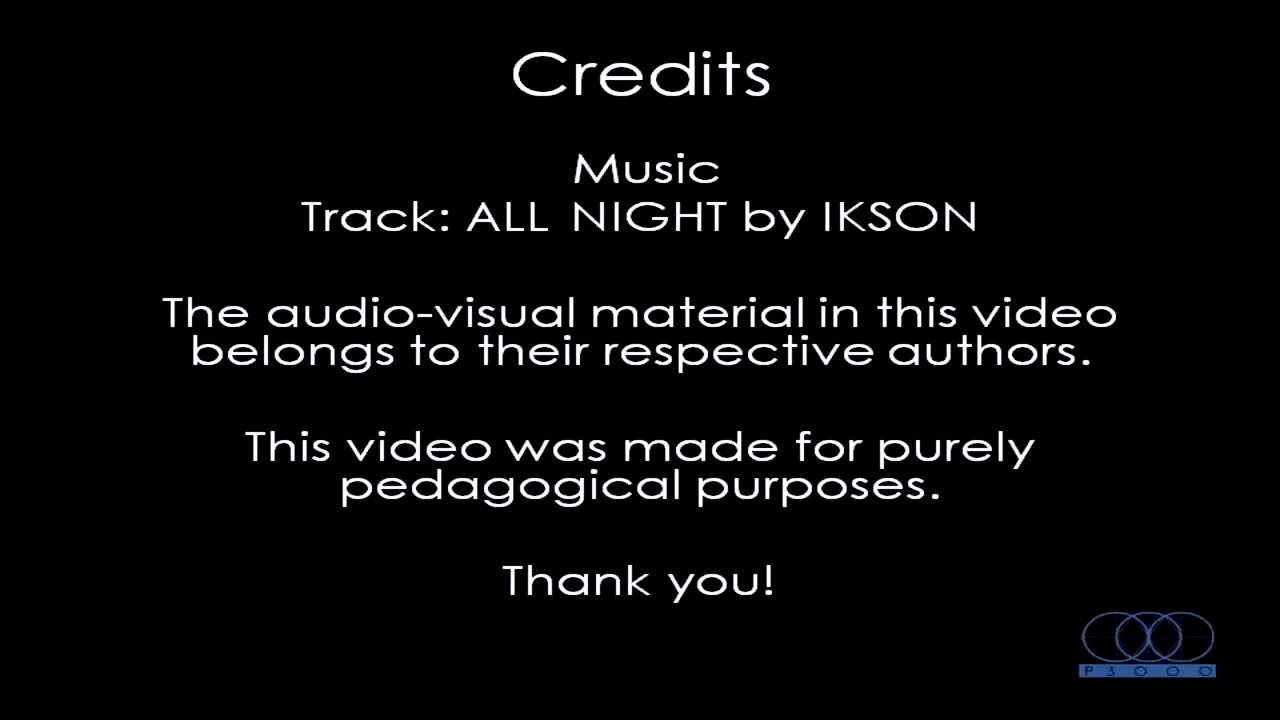 Credits
Music
Track: ALL NIGHT by IKSON
The audio-visual material in this video
belongs to their respective authors.
This video was made for purely
pedagogical purposes.
Thank you!
P3OOO